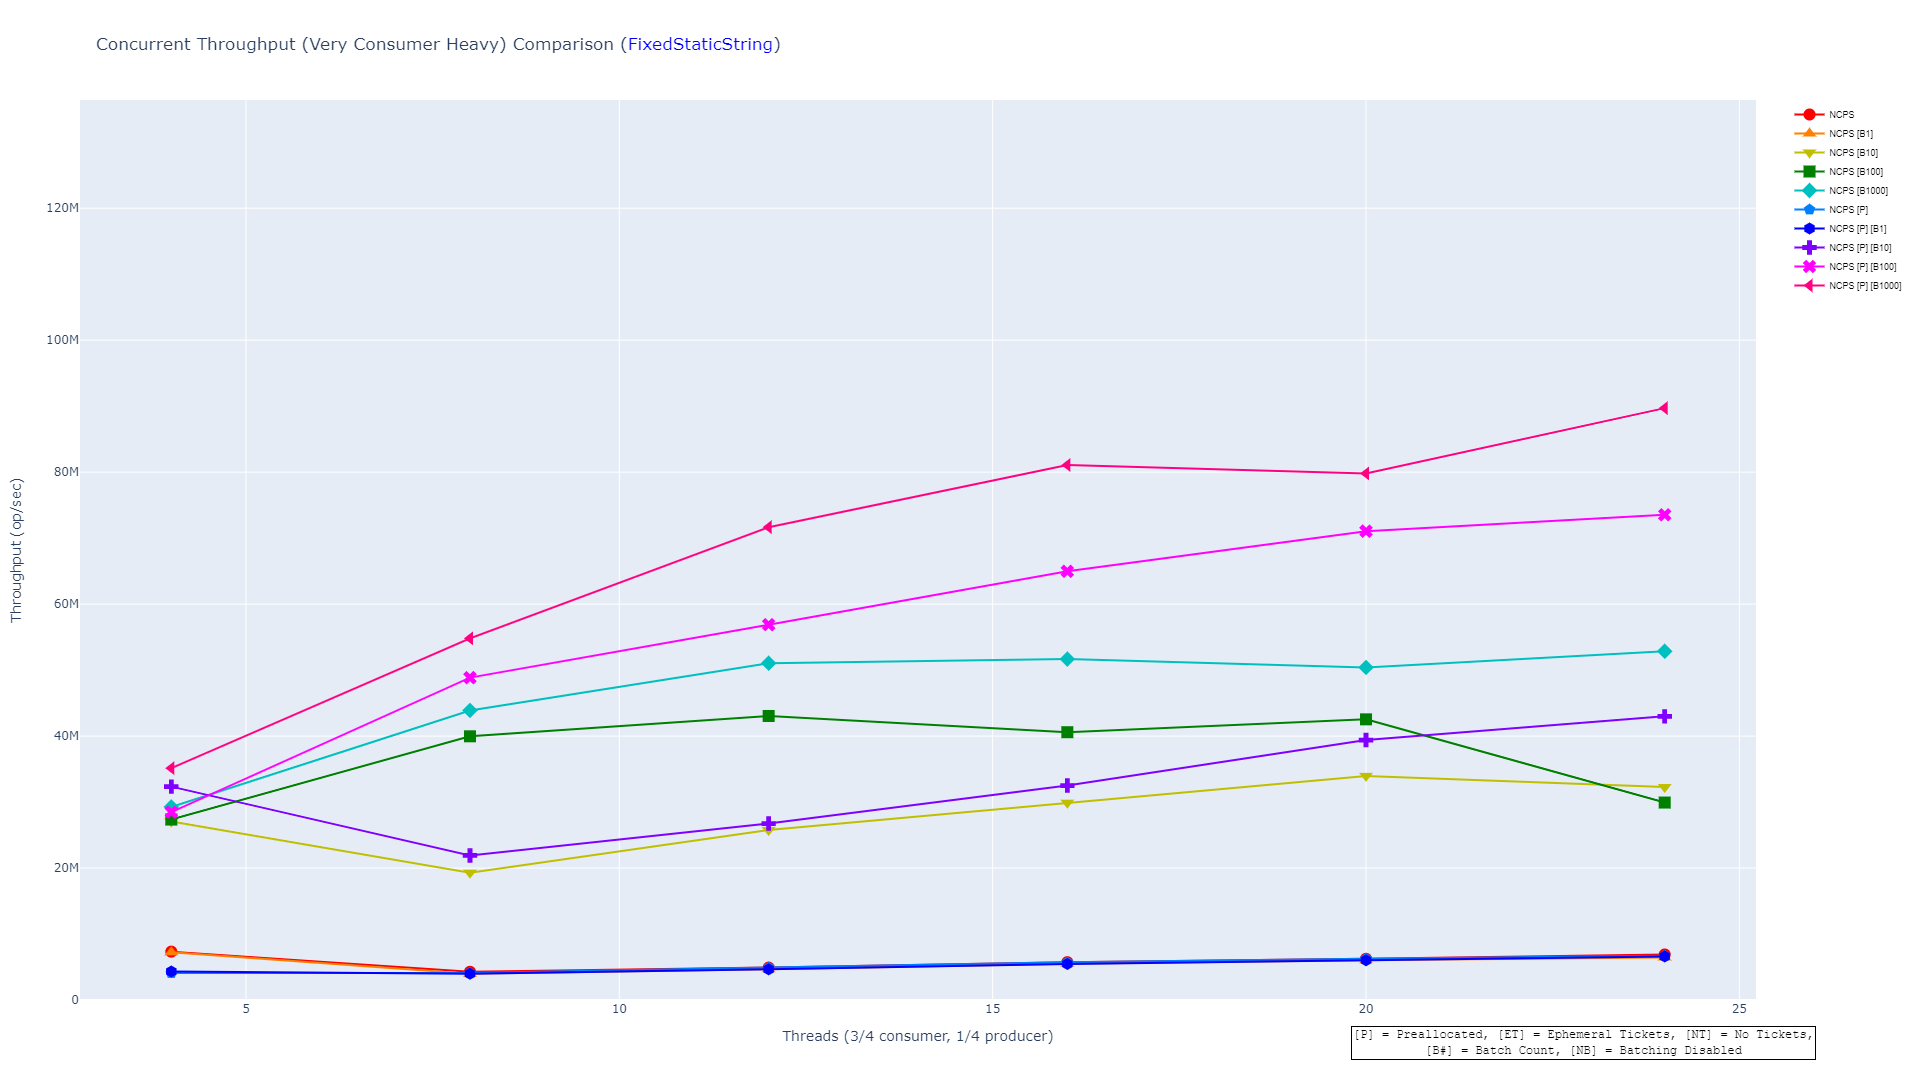 Concurrent Throughput (Very Consumer Heavy) Comparison (FixedStaticString)
NCPS
NCPS [B1]
NCPS [B10]
NCPS [B100]
NCPS [B1000]
NCPS [P]
NCPS [P] [B1]
NCPS [P] [B10]
NCPS [P] [B100]
NCPS [P] [B1000]
Throughput (op/sec)
120M
100M
80M
60M
40M
20M
0
5
10
15
20
25
Threads (3/4 consumer, 1/4 producer)
[P] = Preallocated, [ET] = Ephemeral Tickets, [NT] = No Tickets,
[B#] = Batch Count, [NB] = Batching Disabled